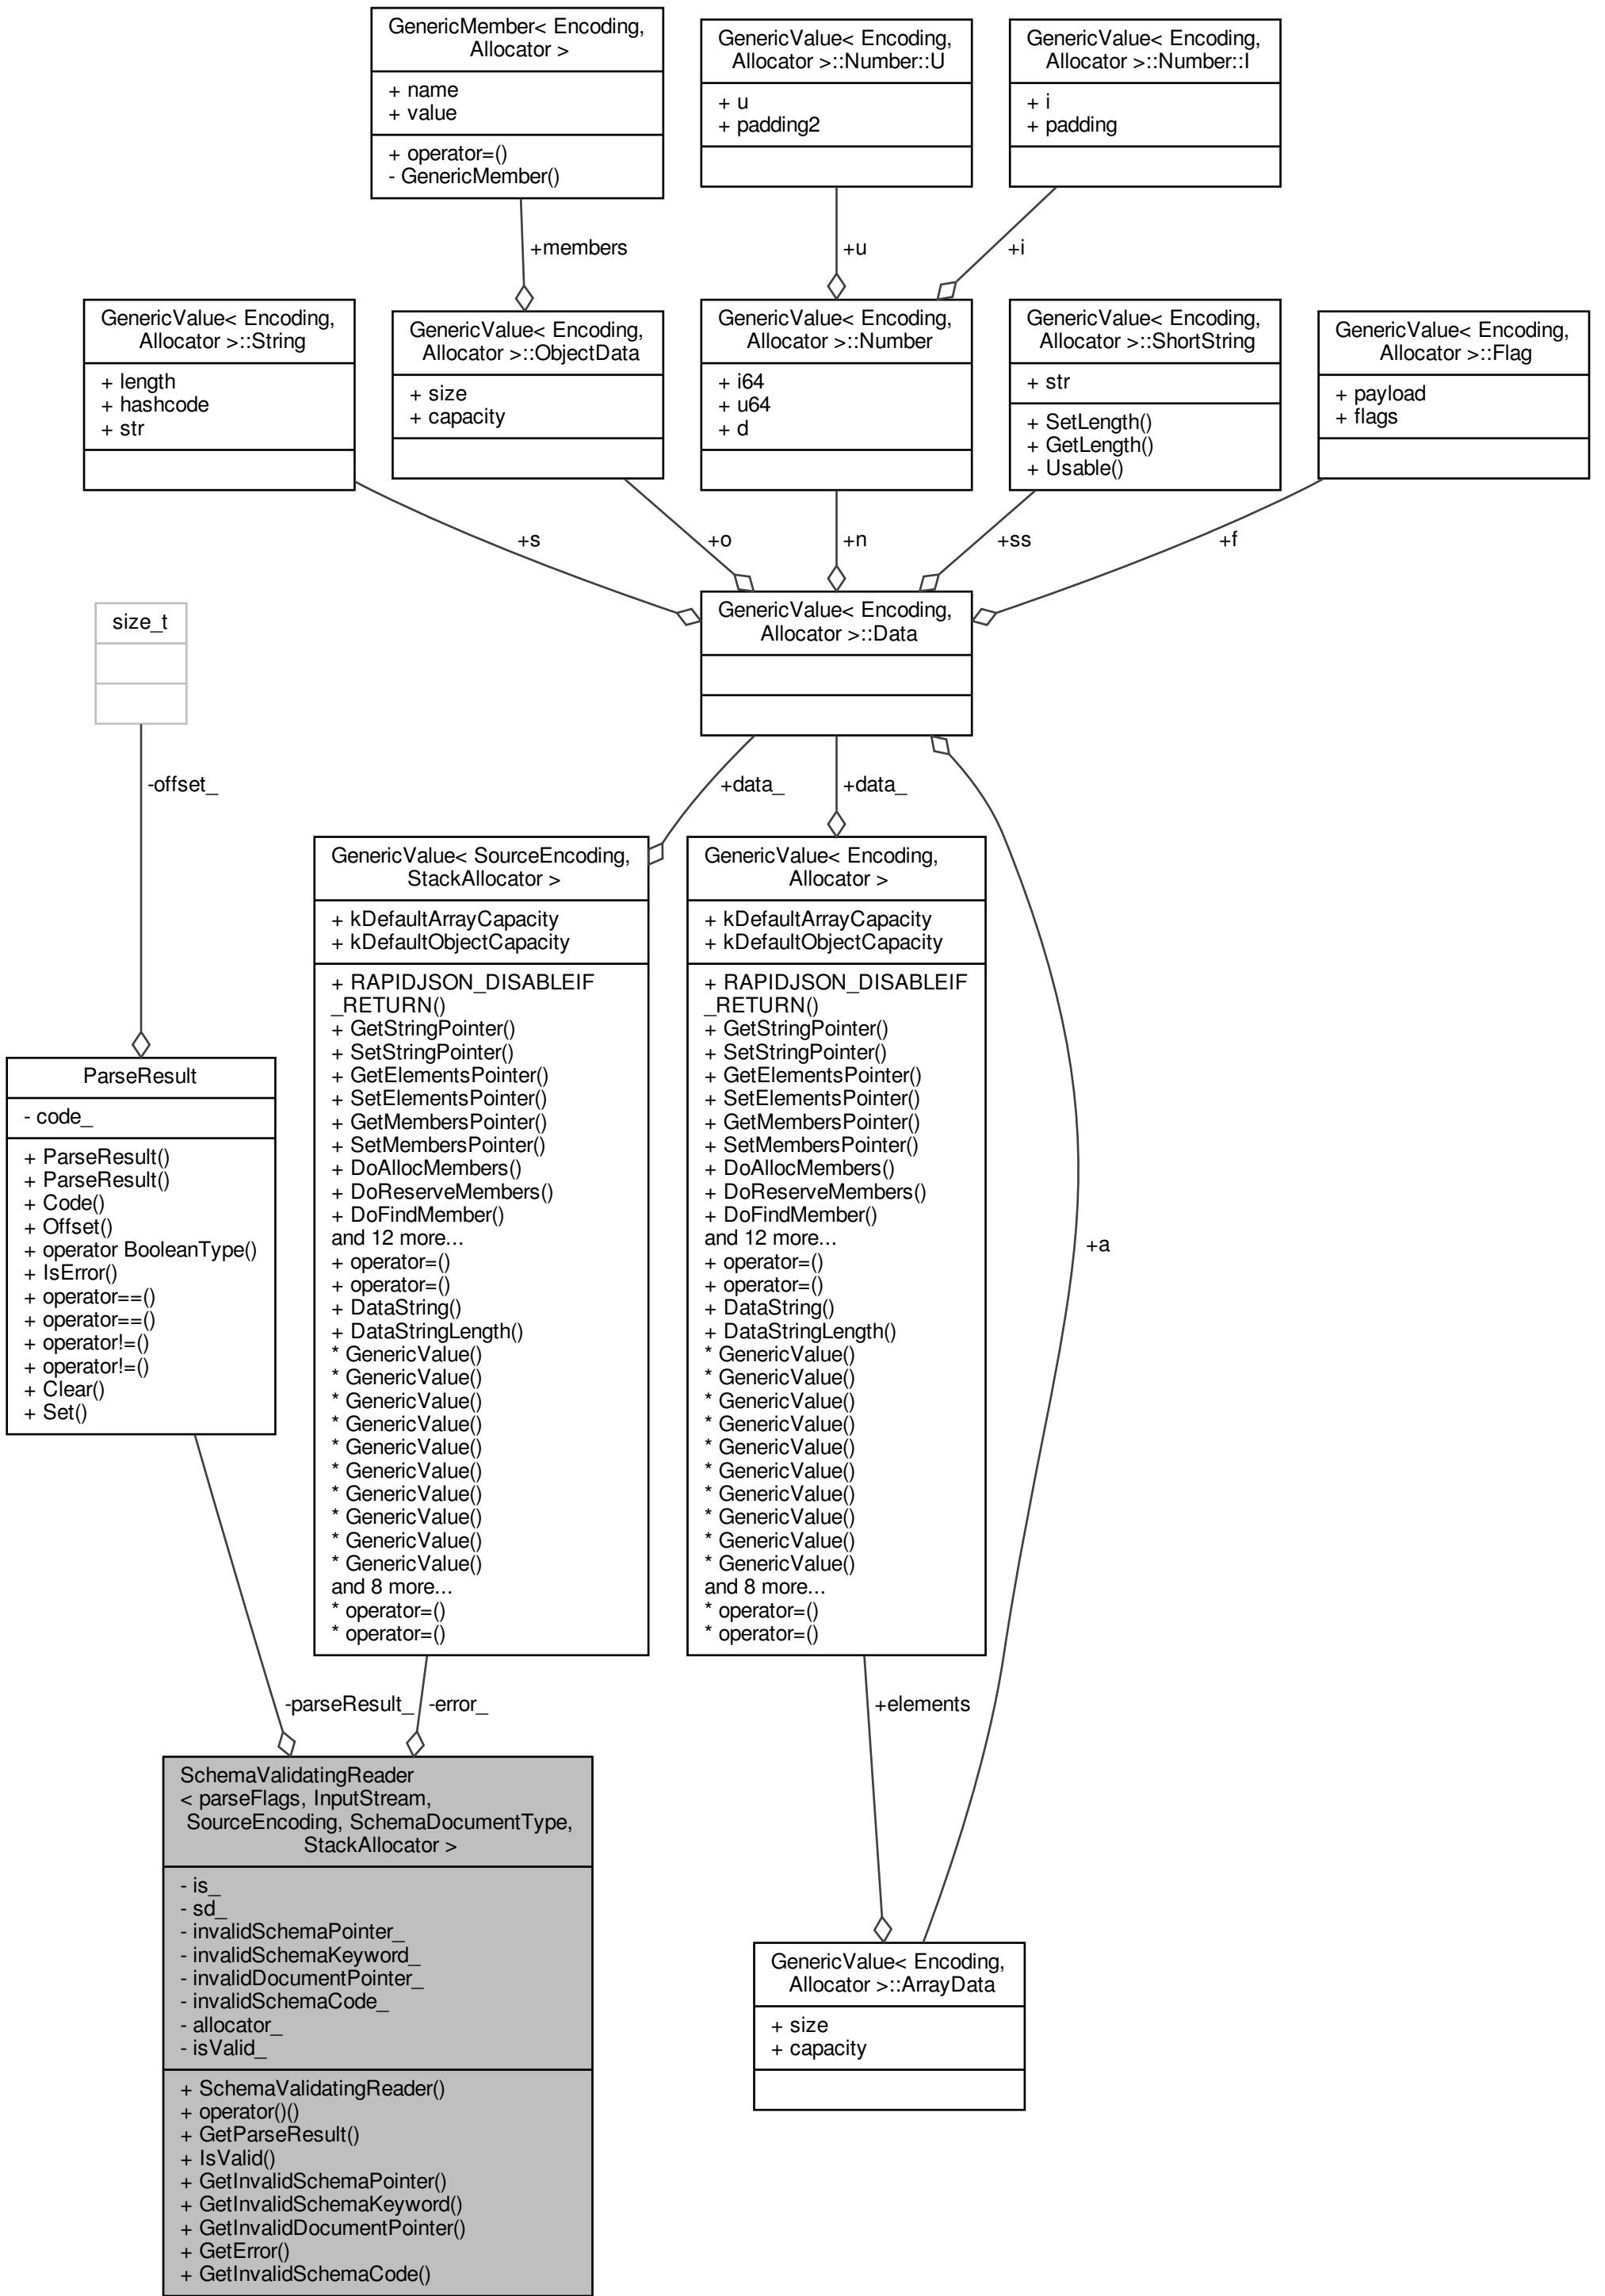 GenericMember< Encoding,
Allocator >
+ name
+ value
+ operator=()
- GenericMember()
GenericValue< Encoding,
Allocator >::Number::U
+ u
+ padding2
GenericValue< Encoding,
Allocator >::Number::I
+ i
+ padding
+members
+u
+i
GenericValue< Encoding,
Allocator >::String
+ length
+ hashcode
+ str
GenericValue< Encoding,
Allocator >::ObjectData
+ size
+ capacity
GenericValue< Encoding,
Allocator >::Number
+ i64
+ u64
+ d
GenericValue< Encoding,
Allocator >::ShortString
+ str
+ SetLength()
+ GetLength()
+ Usable()
GenericValue< Encoding,
Allocator >::Flag
+ payload
+ flags
+s
+o
+n
+ss
+f
size_t
GenericValue< Encoding,
Allocator >::Data
-offset_
+data_
+data_
GenericValue< SourceEncoding,
StackAllocator >
+ kDefaultArrayCapacity
+ kDefaultObjectCapacity
+ RAPIDJSON_DISABLEIF
_RETURN()
+ GetStringPointer()
+ SetStringPointer()
+ GetElementsPointer()
+ SetElementsPointer()
+ GetMembersPointer()
+ SetMembersPointer()
+ DoAllocMembers()
+ DoReserveMembers()
+ DoFindMember()
and 12 more...
+ operator=()
+ operator=()
+ DataString()
+ DataStringLength()
* GenericValue()
* GenericValue()
* GenericValue()
* GenericValue()
* GenericValue()
* GenericValue()
* GenericValue()
* GenericValue()
* GenericValue()
* GenericValue()
and 8 more...
* operator=()
* operator=()
GenericValue< Encoding,
Allocator >
+ kDefaultArrayCapacity
+ kDefaultObjectCapacity
+ RAPIDJSON_DISABLEIF
_RETURN()
+ GetStringPointer()
+ SetStringPointer()
+ GetElementsPointer()
+ SetElementsPointer()
+ GetMembersPointer()
+ SetMembersPointer()
+ DoAllocMembers()
+ DoReserveMembers()
+ DoFindMember()
and 12 more...
+ operator=()
+ operator=()
+ DataString()
+ DataStringLength()
* GenericValue()
* GenericValue()
* GenericValue()
* GenericValue()
* GenericValue()
* GenericValue()
* GenericValue()
* GenericValue()
* GenericValue()
* GenericValue()
and 8 more...
* operator=()
* operator=()
ParseResult
- code_
+ ParseResult()
+ ParseResult()
+ Code()
+ Offset()
+ operator BooleanType()
+ IsError()
+ operator==()
+ operator==()
+ operator!=()
+ operator!=()
+ Clear()
+ Set()
+a
-parseResult_
-error_
+elements
SchemaValidatingReader
< parseFlags, InputStream,
SourceEncoding, SchemaDocumentType,
StackAllocator >
- is_
- sd_
- invalidSchemaPointer_
- invalidSchemaKeyword_
- invalidDocumentPointer_
- invalidSchemaCode_
- allocator_
- isValid_
+ SchemaValidatingReader()
+ operator()()
+ GetParseResult()
+ IsValid()
+ GetInvalidSchemaPointer()
+ GetInvalidSchemaKeyword()
+ GetInvalidDocumentPointer()
+ GetError()
+ GetInvalidSchemaCode()
GenericValue< Encoding,
Allocator >::ArrayData
+ size
+ capacity